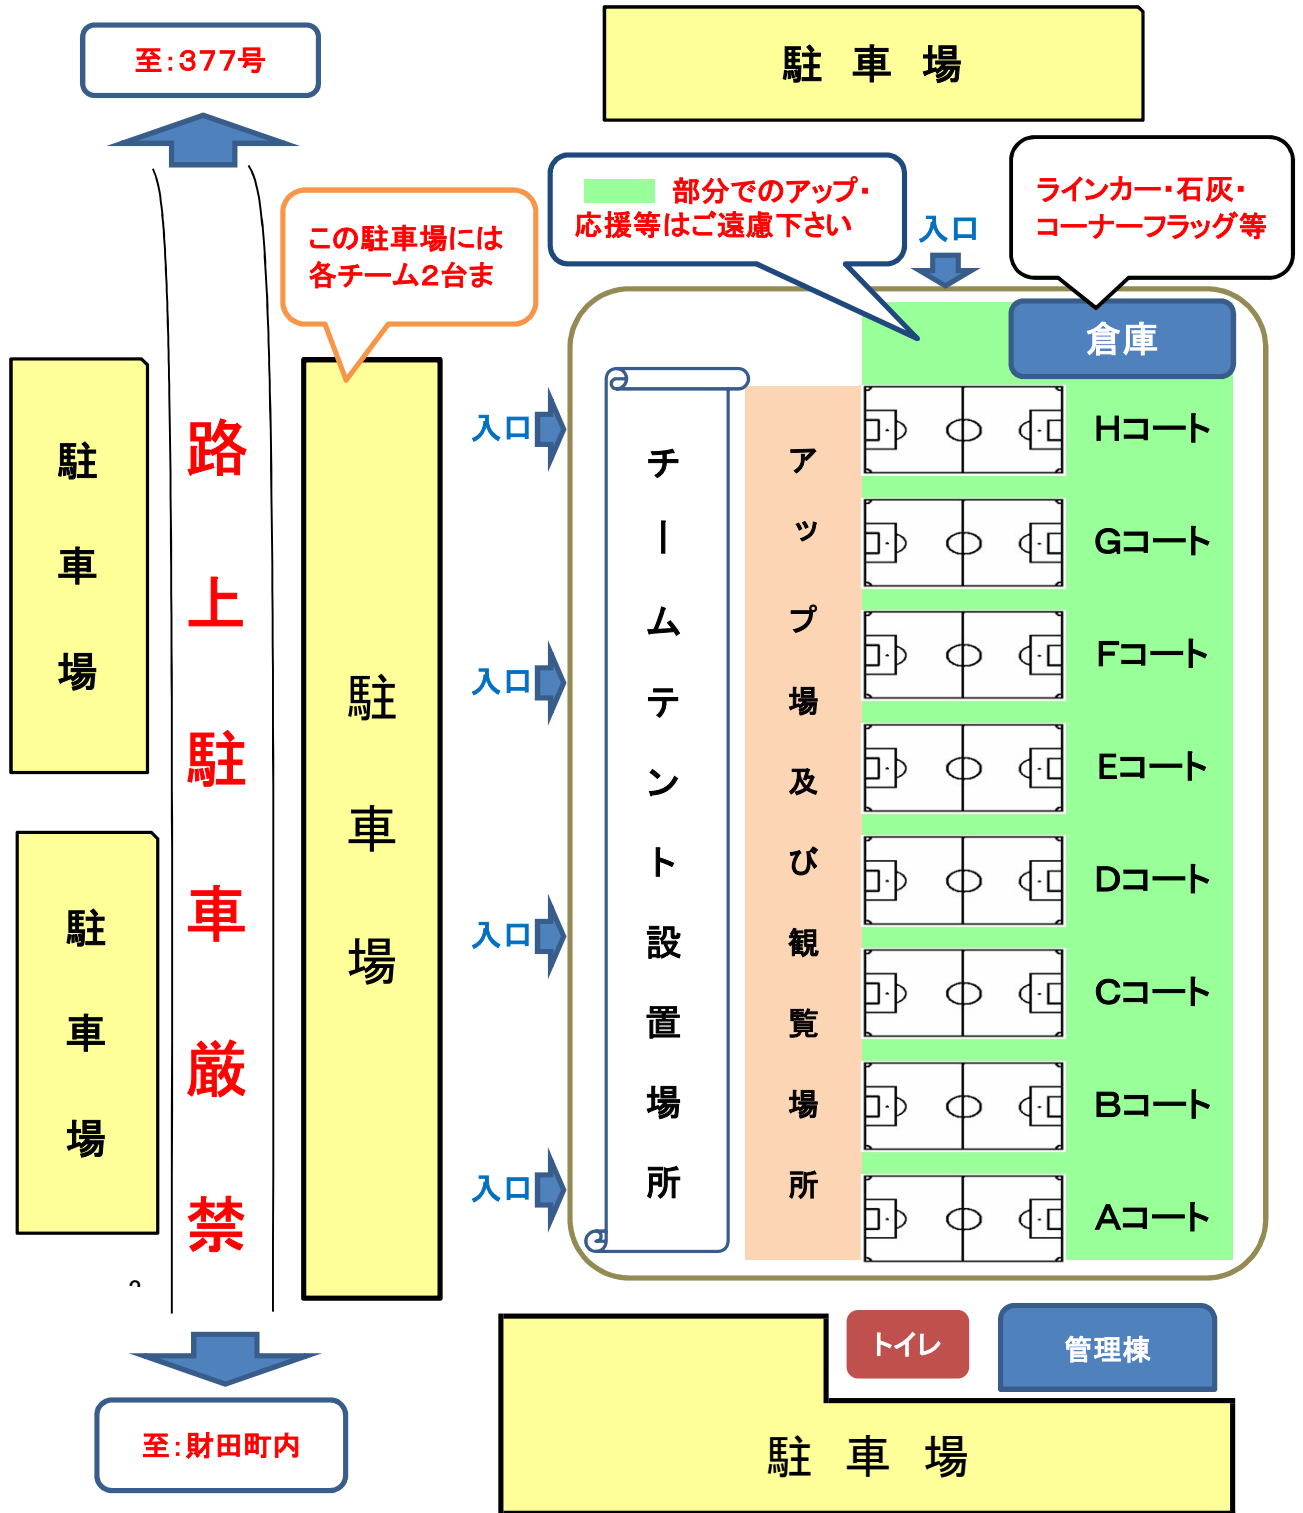 至：３７７号
駐車場
この駐車場には
各チーム２台ま
部分でのアップ・
応援等はご遠慮下さい
入口
ラインカー・石灰・
コーナーフラッグ等
倉庫
駐車場
駐車場
路上駐車厳禁
駐車場
入口
入口
入口
入口
チームテント設置場所
アップ場及び観覧場所
Hコート
Gコート
Fコート
Eコート
Dコート
Cコート
Bコート
Aコート
トイレ
管理棟
駐車場
至：財田町内